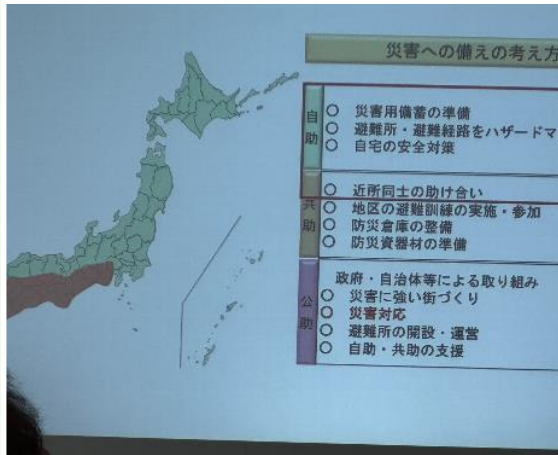 災害への備えの考え方
自助
○ 災害用備蓄の準備
○ 避難所・避難経路をハザードマ
○ 自宅の安全対策
共助
○ 近所同士の助け合い
○ 地区の避難訓練の実施・参加
○ 防災倉庫の整備
○ 防災資器材の準備
公助
政府・自治体等による取り組み
○ 災害に強い街づくり
○ 災害対応
○ 避難所の開設・運営
○ 自助・共助の支援